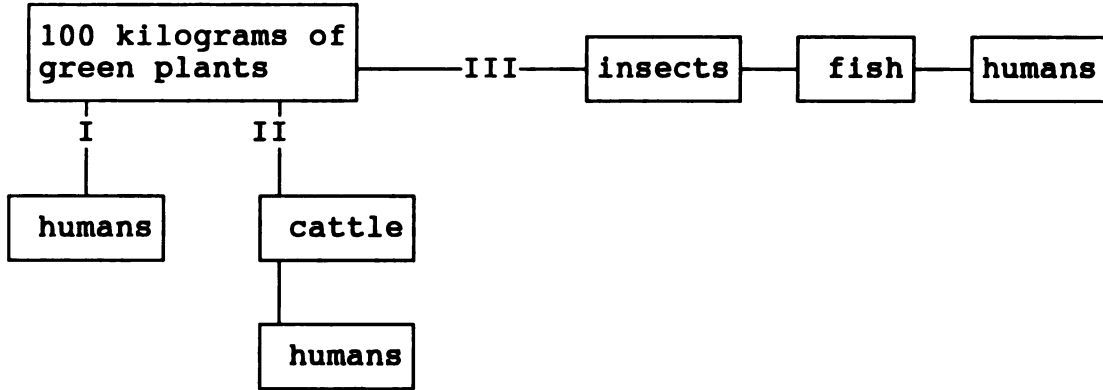 100 kilograms of
green plants
III
insects
fish
humans
I
II
humans
cattle
humans